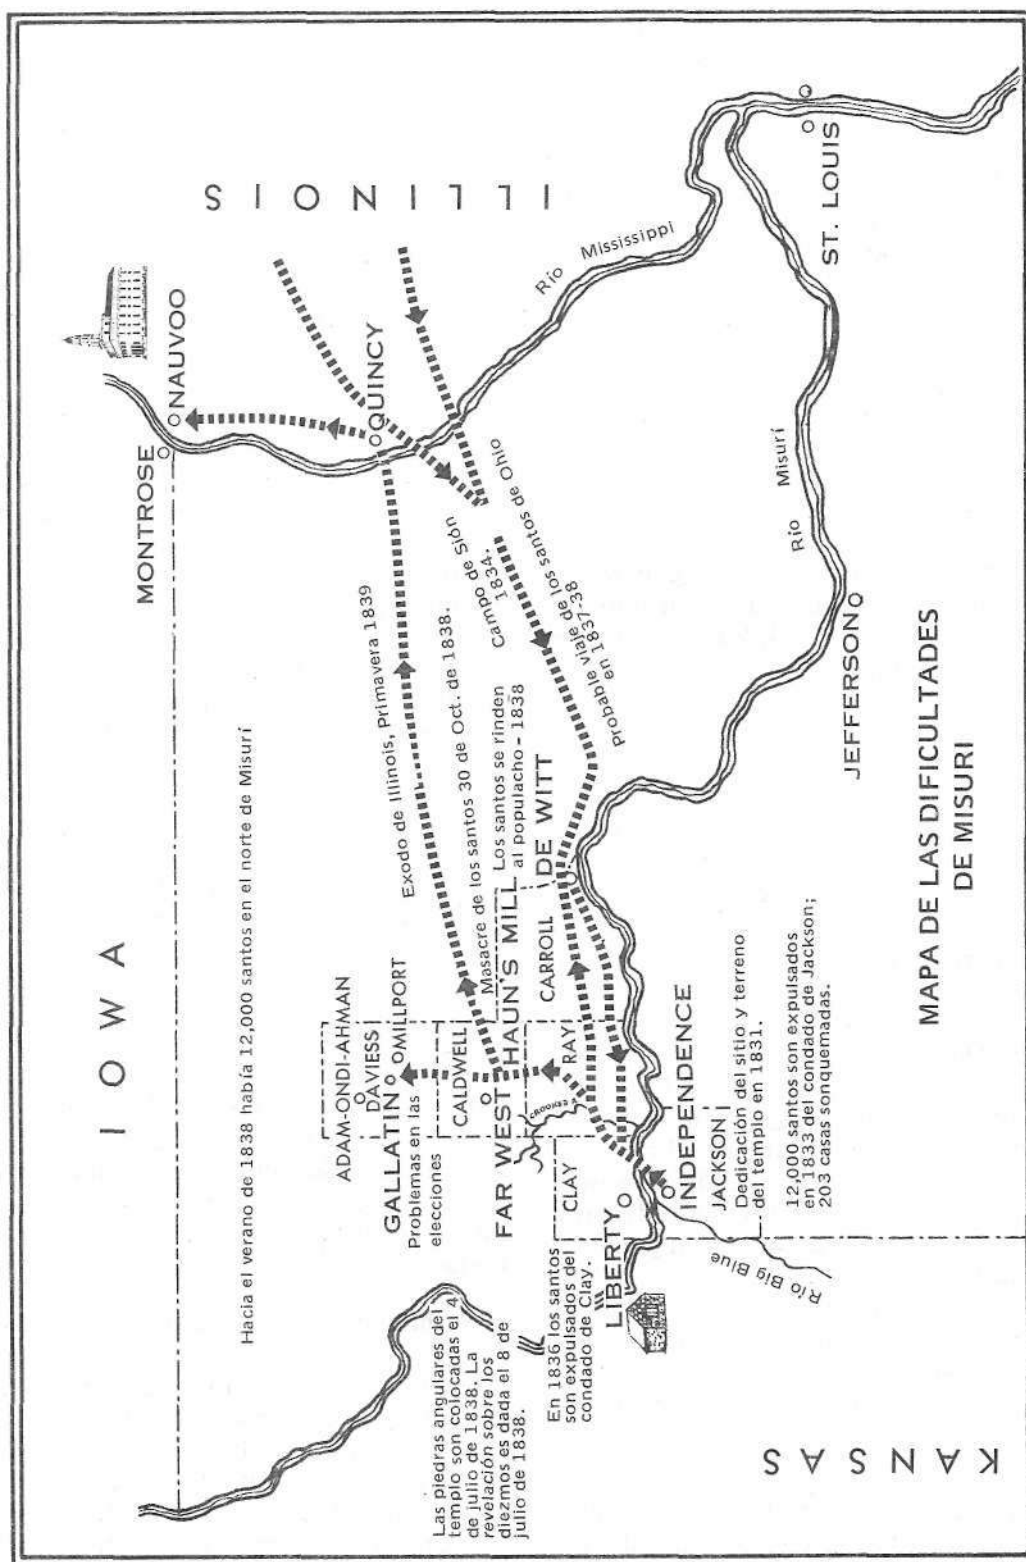 I O W A
ILLINOIS
KANSAS
MONTROSE
NAUVOO
QUINCY
Hacia el verano de 1838 había 12,000 santos en el norte de Misurí
ADAM-ONDI-AHMAN
DAVIESS
MILLPORT
GALLATIN
Problemas en las
elecciones
Exodo de Illinois, Primavera 1839
CALDWELL
Masacre de los santos 30 de Oct. de 1838.
Campo de Sión
1834.
Las piedras angulares del
templo son colocadas el 4
de julio de 1838. La
revelación sobre los
diezmos es dada el 8 de
julio de 1838.
FAR WEST
HAUN'S MILL
Los santos se rinden
al populacho - 1838
DE WITT
CARROLL
RAY
CLAY
Probable viaje de los santos de Ohio
en 1837-38
En 1836 los santos
son expulsados del
condado de Clay.
LIBERTY
INDEPENDENCE
JACKSON
Dedicación del sitio y terreno
del templo en 1831.
12,000 santos son expulsados
en 1833 del condado de Jackson;
203 casas sonquemadas.
Río Big Blue
Río Mississippi
Río Misurí
ST. LOUIS
JEFFERSON
MAPA DE LAS DIFICULTADES
DE MISURI